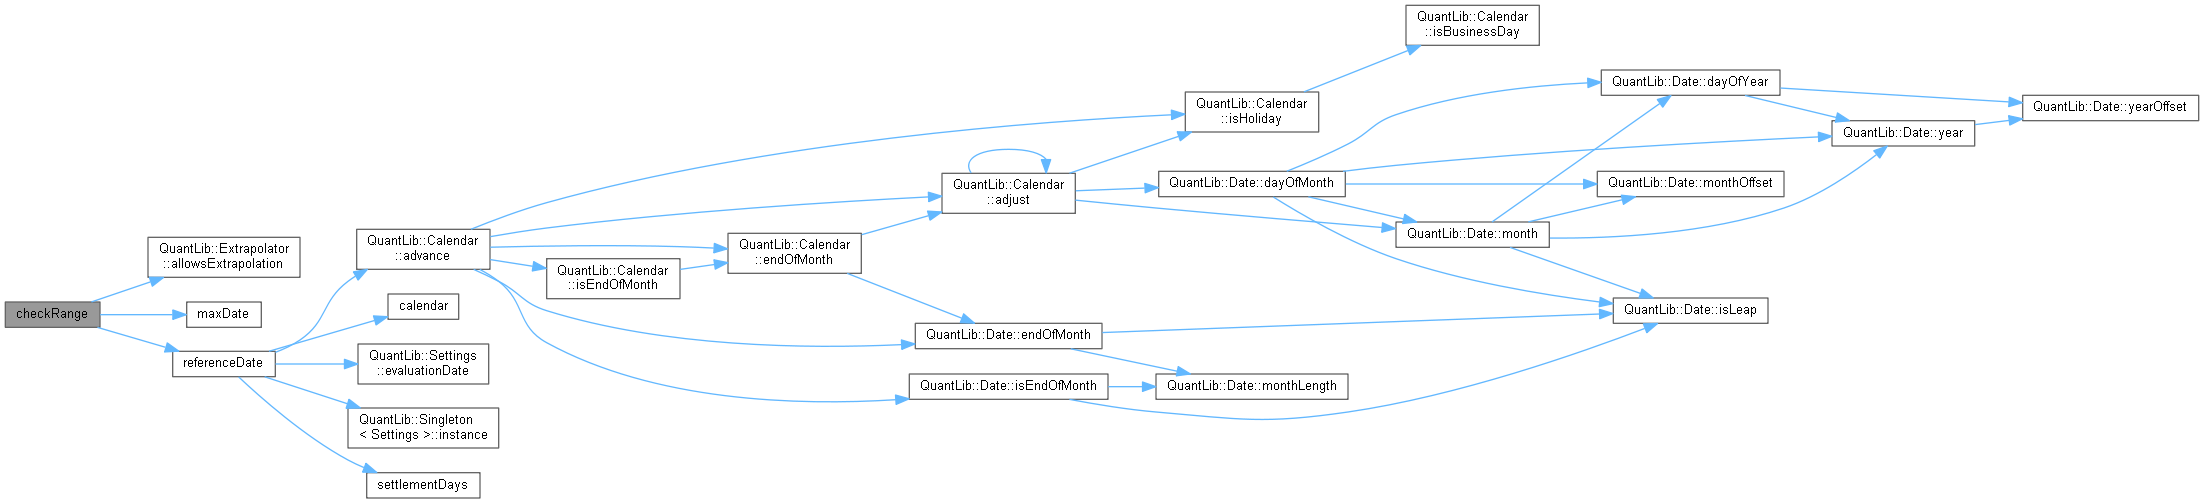 checkRange
QuantLib::Extrapolator
::allowsExtrapolation
maxDate
referenceDate
QuantLib::Calendar
::advance
calendar
QuantLib::Settings
::evaluationDate
QuantLib::Singleton
< Settings >::instance
settlementDays
QuantLib::Calendar
::isEndOfMonth
QuantLib::Calendar
::endOfMonth
QuantLib::Calendar
::adjust
QuantLib::Date::endOfMonth
QuantLib::Date::isEndOfMonth
QuantLib::Calendar
::isHoliday
QuantLib::Date::dayOfMonth
QuantLib::Date::monthLength
QuantLib::Calendar
::isBusinessDay
QuantLib::Date::month
QuantLib::Date::dayOfYear
QuantLib::Date::monthOffset
QuantLib::Date::isLeap
QuantLib::Date::year
QuantLib::Date::yearOffset